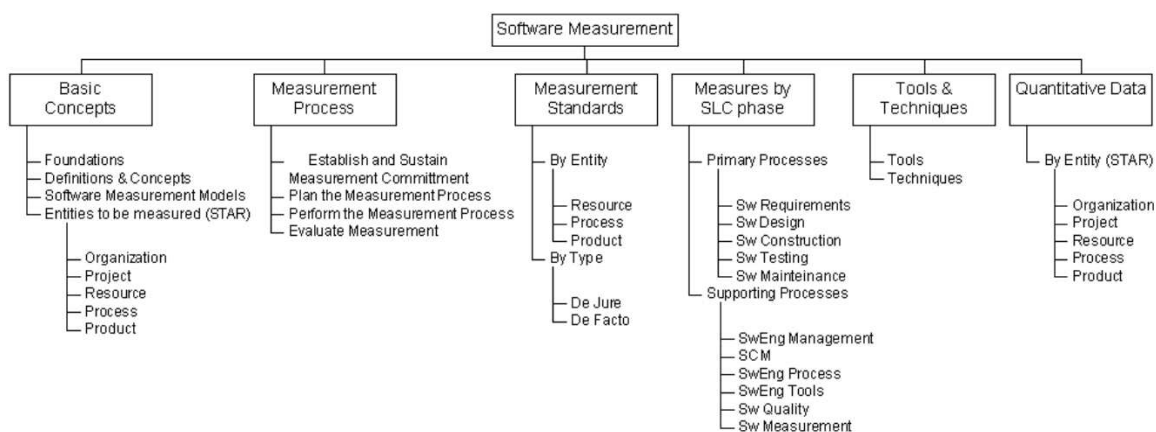 Software Measurement
Basic
Concepts
Foundations
Definitions & Concepts
Software Measurement Models
Entities to be measured (STAR)
Organization
Project
Resource
Process
Product
Measurement
Process
Establish and Sustain
Measurement Committment
Plan the Measurement Process
Perform the Measurement Process
Evaluate Measurement
Measurement
Standards
By Entity
Resource
Process
Product
By Type
De Jure
De Facto
Measures by
SLC phase
Primary Processes
Sw Requirements
Sw Design
Sw Construction
Sw Testing
Sw Mainteinance
Supporting Processes
SwEng Management
SCM
SwEng Process
SwEng Tools
Sw Quality
Sw Measurement
Tools &
Techniques
Tools
Techniques
Quantitative Data
By Entity (STAR)
Organization
Project
Resource
Process
Product